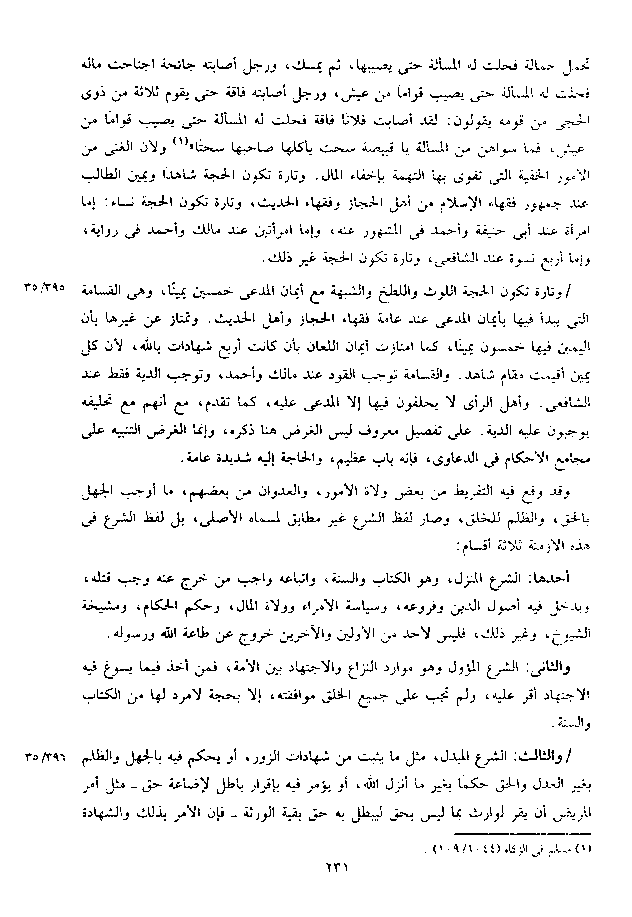 تحمل حمالة فحلت له المسألة حتى يصيبها، ثم يمسك، ورجل أصابته جائحة اجتاحت ماله
فحلت له المسألة حتى يصيب قوامًا من عيش، ورجل أصابته فاقة حتى يقوم ثلاثة من ذوى
الحجى من قومه يقولون: لقد أصابت فلانًا فاقة فحلت له المسألة حتى يصيب قوامًا من
عيش، فما سواهن من المسألة يا قبيصة سحت يأكلها صاحبها سحتًا»(١) ولأن الغنى من
الأمور الخفية التى تقوى بها التهمة بإخفاء المال. وتارة تكون الحجة شاهدًا ويمين الطالب
عند جمهور فقهاء الإسلام من أهل الحجاز وفقهاء الحديث، وتارة تكون الحجة نساء: إما
امرأة عند أبى حنيفة وأحمد فى المشهور عنه، وإما امرأتين عند مالك وأحمد فى رواية،
وإما أربع نسوة عند الشافعى، وتارة تكون الحجة غير ذلك.
٣٥/٣٩٥ / وتارة تكون الحجة اللوث واللطخ والشبهة مع أيمان المدعى خمسين يمينًا، وهى القسامة
التى يبدأ فيها بأيمان المدعى عند عامة فقهاء الحجاز وأهل الحديث. وتمتاز عن غيرها بأن
اليمين فيها خمسون يمينًا، كما امتازت أيمان اللعان بأن كانت أربع شهادات بالله، لأن كل
يمين أقيمت مقام شاهد. والقسامة توجب القود عند مالك وأحمد، وتوجب الدية فقط عند
الشافعى. وأهل الرأى لا يحلفون فيها إلا المدعى عليه، كما تقدم، مع أنهم مع تحليفه
يوجبون عليه الدية. على تفصيل معروف ليس الغرض هنا ذكره، وإنما الغرض التنبيه على
مجامع الأحكام فى الدعاوى، فإنه باب عظيم، والحاجة إليه شديدة عامة.
وقد وقع فيه التفريط من بعض ولاة الأمور، والعدوان من بعضهم، ما أوجب الجهل
بالحق، والظلم للخلق، وصار لفظ الشرع غير مطابق لمسماه الأصلى، بل لفظ الشرع فى
هذه الأزمنة ثلاثة أقسام:
أحدها: الشرع المنزل، وهو الكتاب والسنة، واتباعه واجب من خرج عنه وجب قتله،
ويدخل فيه أصول الدين وفروعه، وسياسة الأمراء وولاة المال، وحكم الحكام، ومشيخة
الشيوخ، وغير ذلك، فليس لأحد من الأولين والآخرين خروج عن طاعة الله ورسوله.
والثانى: الشرع المؤول وهو موارد النزاع والاجتهاد بين الأمة، فمن أخذ فيما يسوغ فيه
الاجتهاد أقر عليه، ولم تجب على جميع الخلق موافقته، إلا بحجة لا مرد لها من الكتاب
والسنة.
٣٥/٣٩٦ / والثالث: الشرع المبدل، مثل ما يثبت من شهادات الزور، أو يحكم فيه بالجهل والظلم
بغير العدل والحق حكمًا بغير ما أنزل الله، أو يؤمر فيه بإقرار باطل لإضاعة حق ـ مثل أمر
المريض أن يقر لوارث بما ليس بحق ليبطل به حق بقية الورثة ـ فإن الأمر بذلك والشهادة
(١) مسلم فى الزكاة (١٠٤٤/١٠٩) .
٢٣١